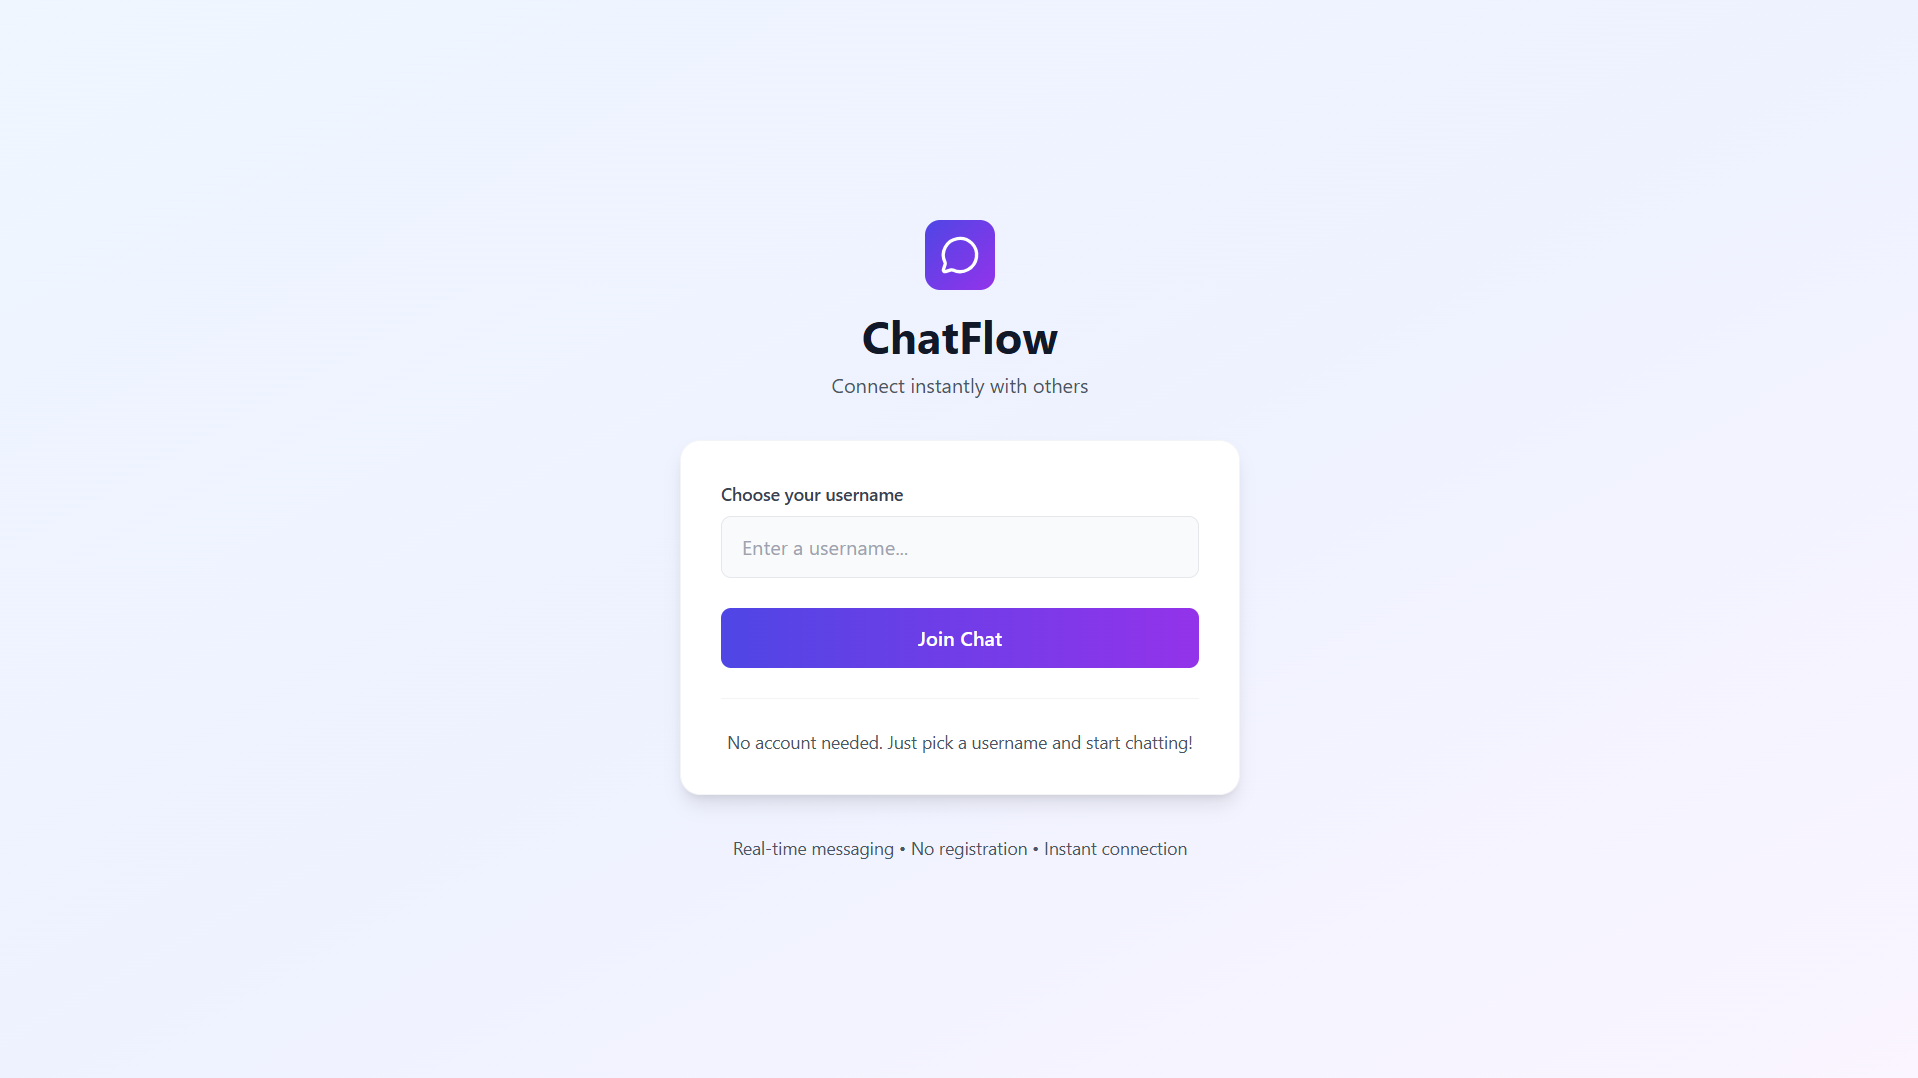 ChatFlow
Connect instantly with others
Choose your username
Enter a username...
Join Chat
No account needed. Just pick a username and start chatting!
Real-time messaging • No registration • Instant connection